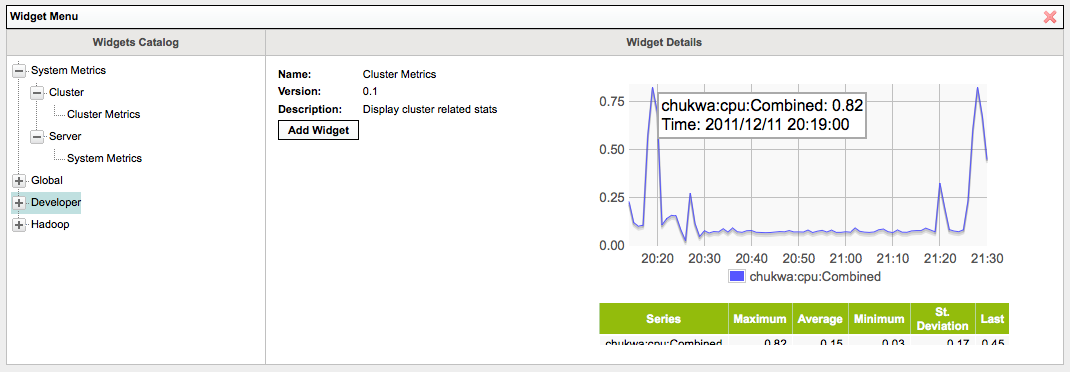 Widget Menu
Widgets Catalog
Widget Details
System Metrics
Cluster
Cluster Metrics
Server
System Metrics
Global
Developer
Hadoop
Name: Cluster Metrics
Version: 0.1
Description: Display cluster related stats
Add Widget
0.75
0.50
0.25
0.00
chukwa:cpu:Combined: 0.82
Time: 2011/12/11 20:19:00
20:20 20:30 20:40 20:50 21:00 21:10 21:20 21:30
chukwa:cpu:Combined
Series Maximum Average Minimum St. Deviation Last
chukwa:cpu:Combined 0.82 0.15 0.03 0.17 0.45